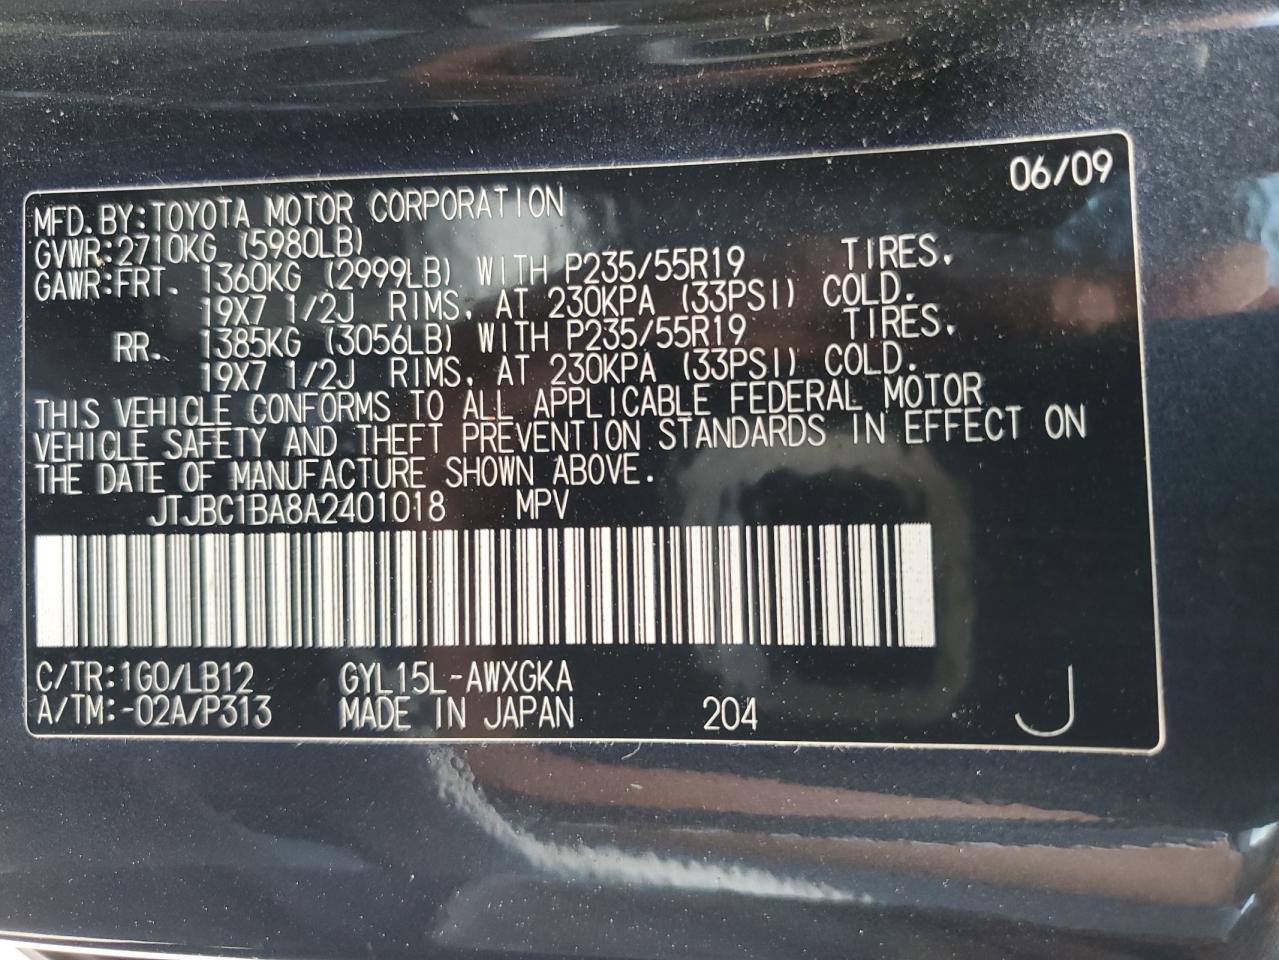 06/09
MFD.BY:TOYOTA MOTOR CORPORATION
GVWR:2710KG (5980LB)
GAWR:FRT. 1360KG (2999LB) WITH P235/55R19 TIRES.
19X7 1/2J RIMS, AT 230KPA (33PSI) COLD.
RR. 1385KG (3056LB) WITH P235/55R19 TIRES.
19X7 1/2J RIMS, AT 230KPA (33PSI) COLD.
THIS VEHICLE CONFORMS TO ALL APPLICABLE FEDERAL MOTOR
VEHICLE SAFETY AND THEFT PREVENTION STANDARDS IN EFFECT ON
THE DATE OF MANUFACTURE SHOWN ABOVE.
JTJBC1BA8A2401018 MPV
C/TR:1G0/LB12 GYL15L-AWXGKA
A/TM:-02A/P313 MADE IN JAPAN 204 J